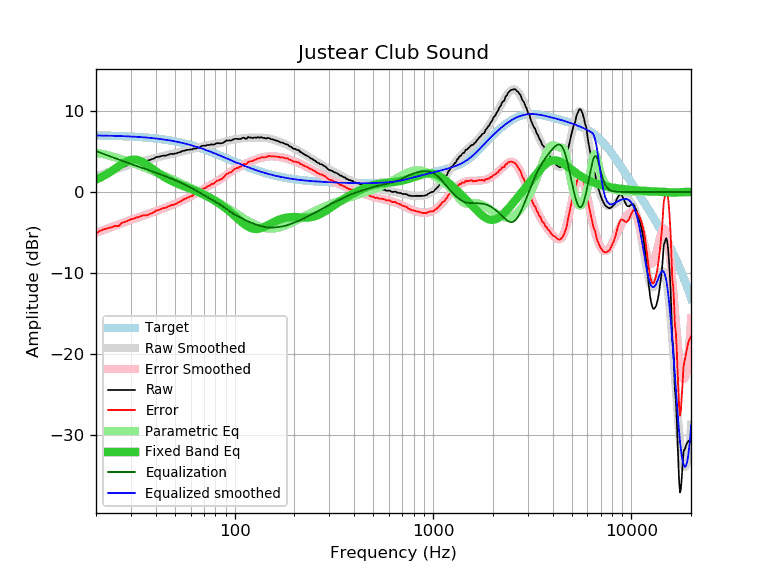 Justear Club Sound
10
0
−10
−20
−30
Amplitude (dBr)
Target
Raw Smoothed
Error Smoothed
Raw
Error
Parametric Eq
Fixed Band Eq
Equalization
Equalized smoothed
100
1000
10000
Frequency (Hz)